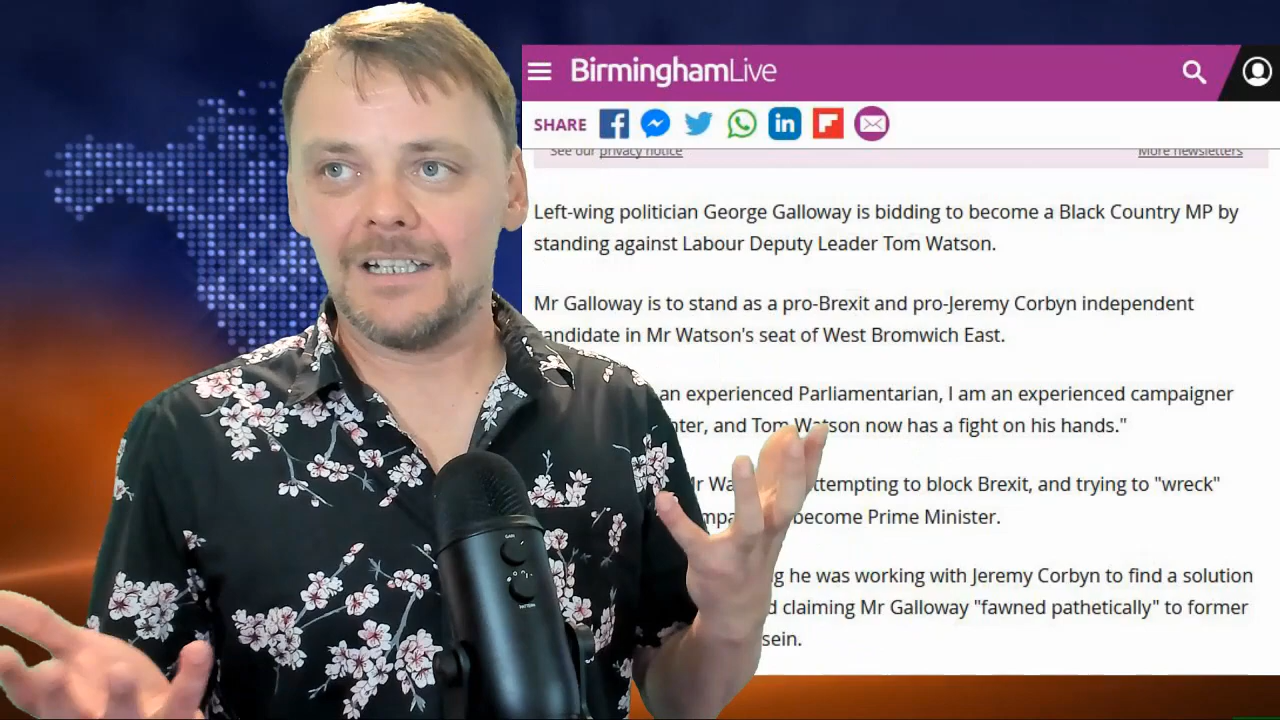 BirminghamLive
SHARE
See our privacy notice
More newsletters
Left-wing politician George Galloway is bidding to become a Black Country MP by
standing against Labour Deputy Leader Tom Watson.
Mr Galloway is to stand as a pro-Brexit and pro-Jeremy Corbyn independent
candidate in Mr Watson's seat of West Bromwich East.
an experienced Parliamentarian, I am an experienced campaigner
and Tom Watson now has a fight on his hands."
attempting to block Brexit, and trying to "wreck"
become Prime Minister.
he was working with Jeremy Corbyn to find a solution
claiming Mr Galloway "fawned pathetically" to former